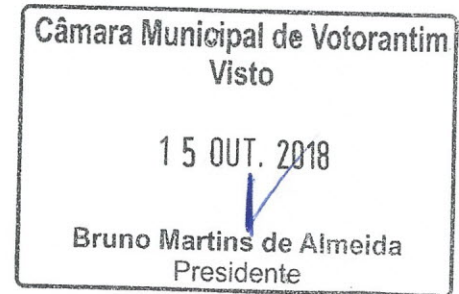 Câmara Municipal de Votorantim
Visto
15 OUT. 2018
Bruno Martins de Almeida
Presidente